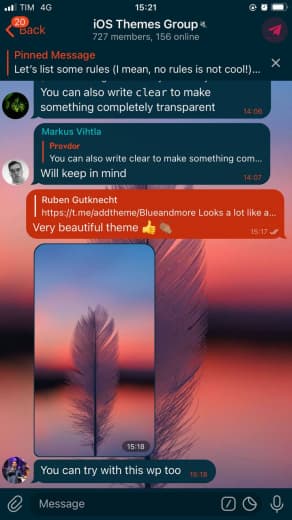 TIM 4G
15:21
20
Back
iOS Themes Group
727 members, 156 online
Pinned Message
Let's list some rules (I mean, no rules is not cool!)...
You can also write clear to make
something completely transparent
14:06
Markus Vihtla
Provdor
You can also write clear to make something com...
Will keep in mind
14:07
Ruben Gutknecht
https://t.me/addtheme/Blueandmore Looks a lot like a...
Very beautiful theme 👍👏
15:17
15:18
You can try with this wp too
15:18
Message